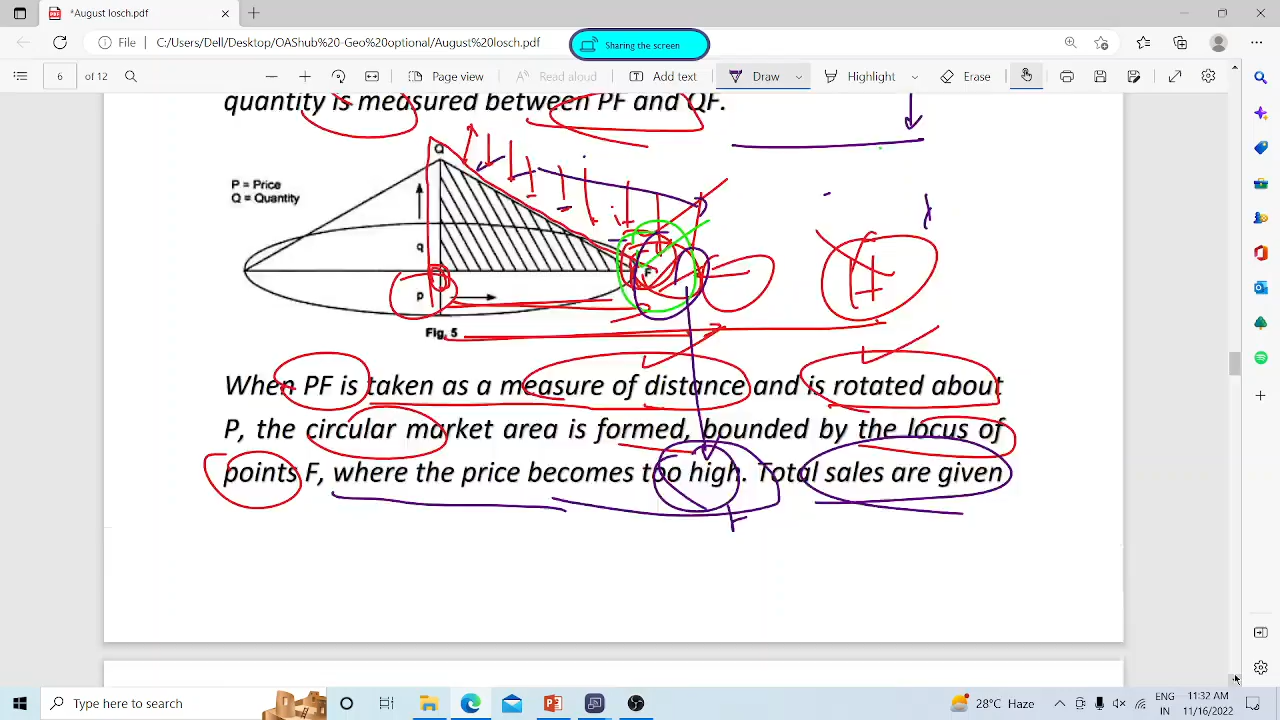 *August losch.pdf
File C:/Users/Dell/Desktop/OAShub%20_%20Geo%20optional/August%20losch.pdf
Sharing the screen
6 of 12 Read aloud Add text Draw Highlight Erase
quantity is measured between PF and QF.
Q
P = Price
Q = Quantity
q
F
p
Fig. 5
When PF is taken as a measure of distance and is rotated about
P, the circular market area is formed, bounded by the locus of
points F, where the price becomes too high. Total sales are given
Type here to search
28°C Haze
ENG
IN
11:32 AM
11/16/2022